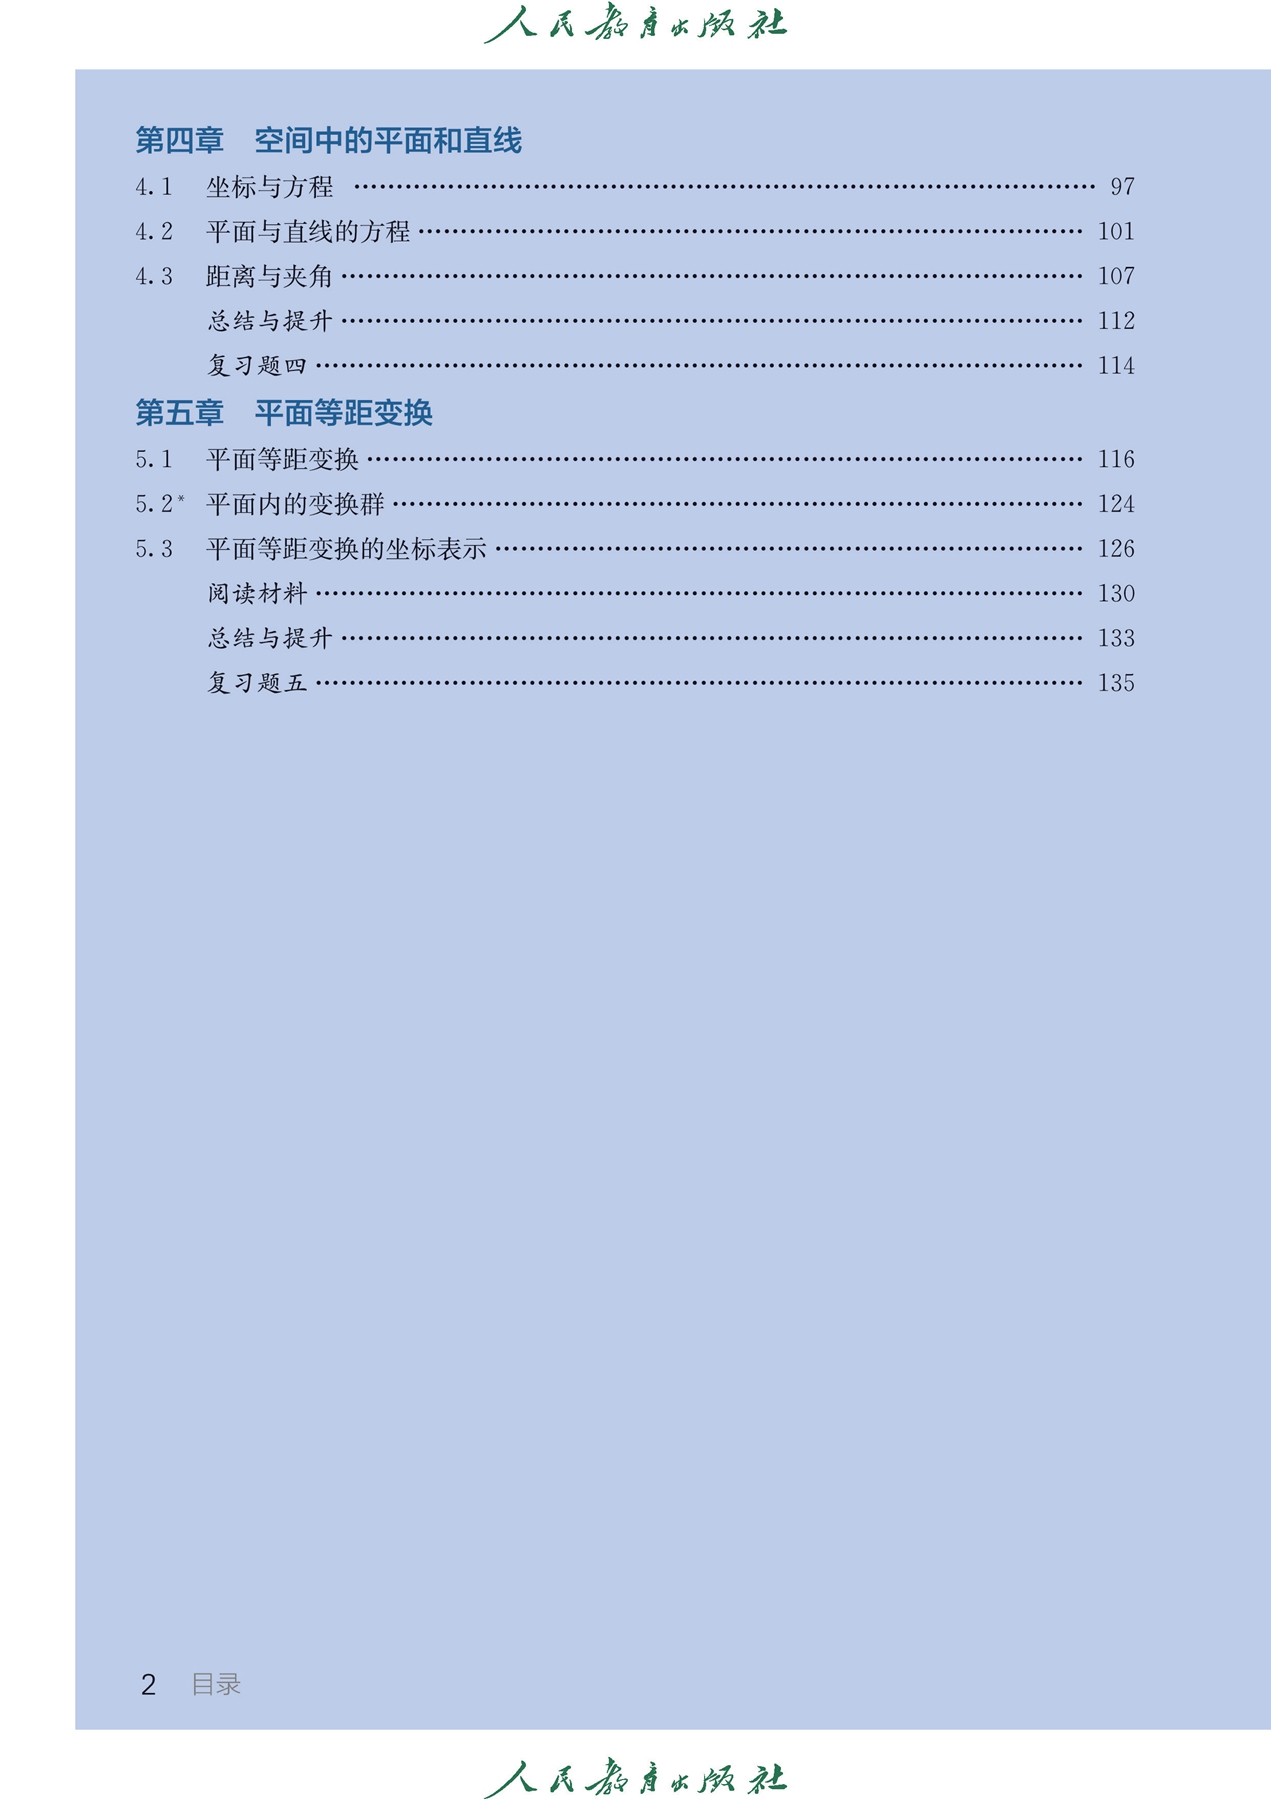 人民教育出版社
第四章　空间中的平面和直线
4.1　坐标与方程 …………………………………………………………………… 97
4.2　平面与直线的方程 …………………………………………………………… 101
4.3　距离与夹角 …………………………………………………………………… 107
总结与提升 …………………………………………………………………… 112
复习题四 ……………………………………………………………………… 114
第五章　平面等距变换
5.1　平面等距变换 ………………………………………………………………… 116
5.2*　平面内的变换群 ……………………………………………………………… 124
5.3　平面等距变换的坐标表示 …………………………………………………… 126
阅读材料 ……………………………………………………………………… 130
总结与提升 …………………………………………………………………… 133
复习题五 ……………………………………………………………………… 135
2　目录
人民教育出版社